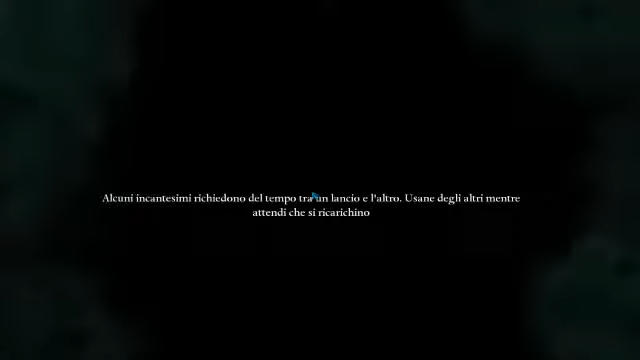 Alcuni incantesimi richiedono del tempo tra un lancio e l'altro. Usane degli altri mentre
attendi che si ricarichino